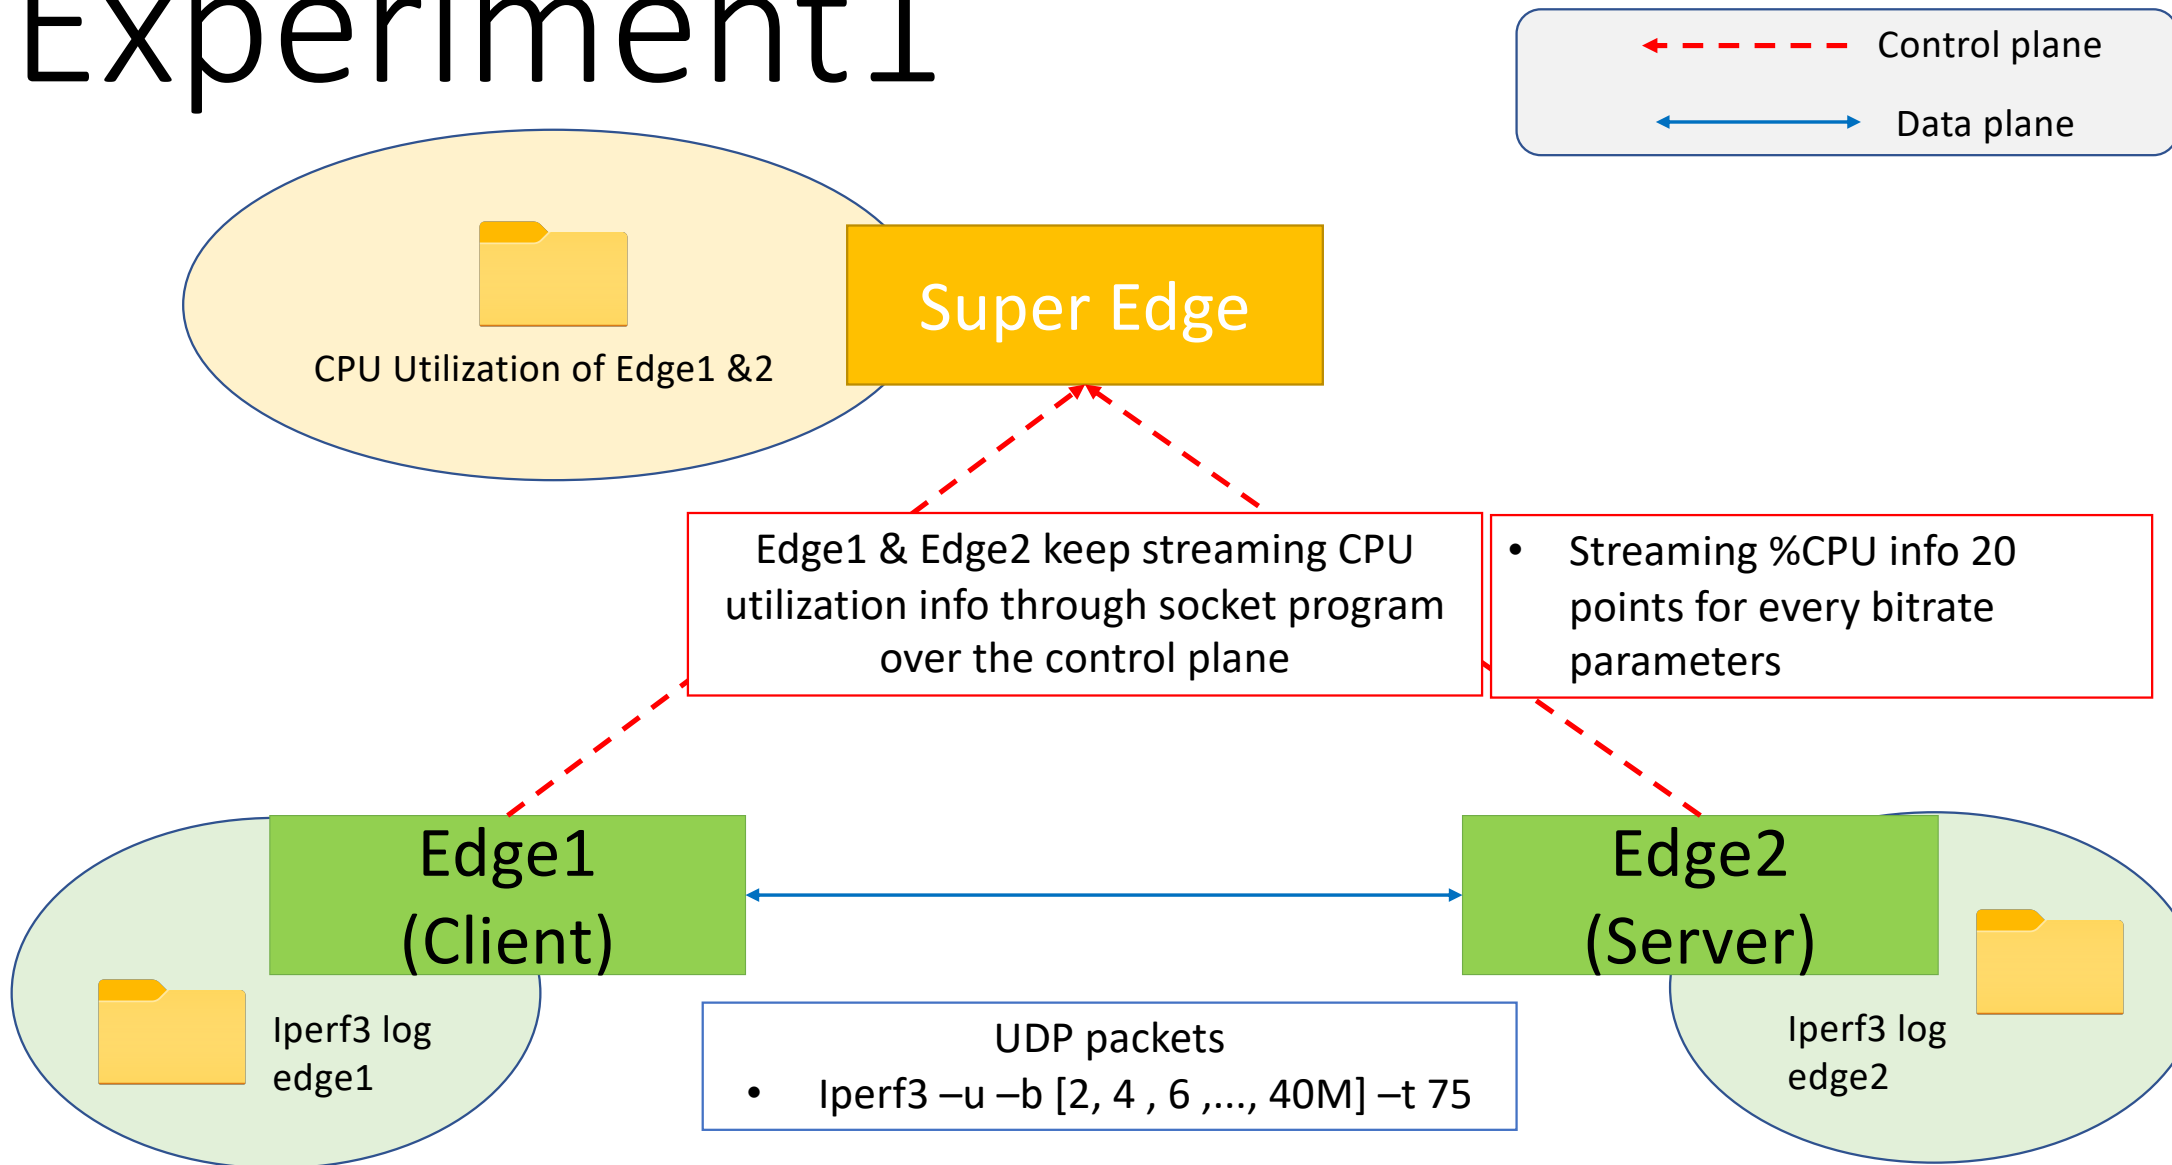 Experiment1
Control plane
Data plane
Super Edge
CPU Utilization of Edge1 &2
Edge1 & Edge2 keep streaming CPU
utilization info through socket program
over the control plane
• Streaming %CPU info 20
points for every bitrate
parameters
Edge1
(Client)
Edge2
(Server)
Iperf3 log
edge1
UDP packets
• Iperf3 –u –b [2, 4 , 6 ,..., 40M] –t 75
Iperf3 log
edge2